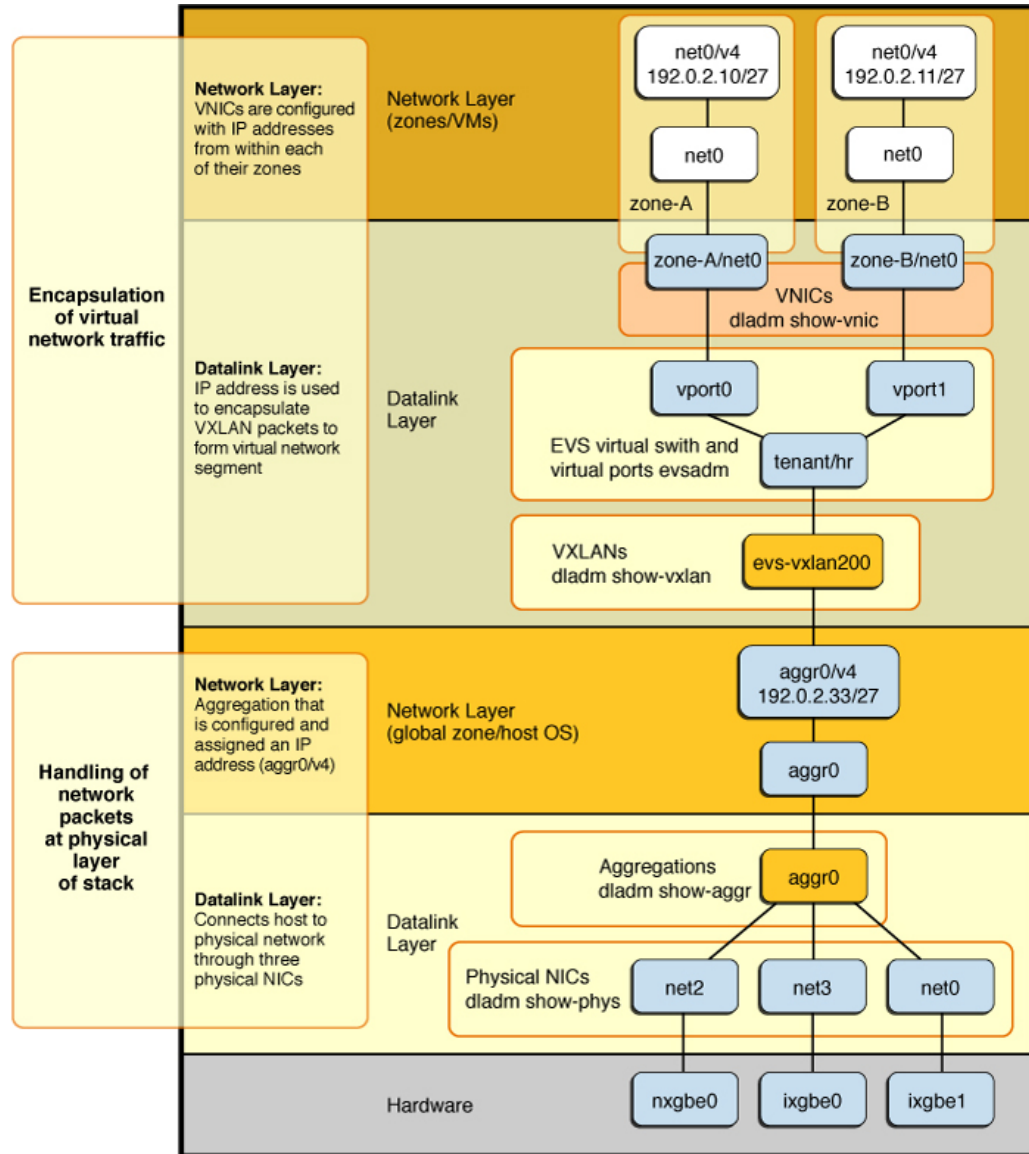 Encapsulation
of virtual
network traffic
Network Layer:
VNICs are configured
with IP addresses
from within each
of their zones
Network Layer
(zones/VMs)
net0/v4
192.0.2.10/27
net0/v4
192.0.2.11/27
net0
net0
zone-A
zone-B
zone-A/net0
zone-B/net0
VNICs
dladm show-vnic
Datalink Layer:
IP address is used
to encapsulate
VXLAN packets to
form virtual network
segment
Datalink
Layer
vport0
vport1
EVS virtual swith and
virtual ports evsadm
tenant/hr
VXLANs
dladm show-vxlan
evs-vxlan200
Handling of
network
packets
at physical
layer
of stack
Network Layer:
Aggregation that
is configured and
assigned an IP
address (aggr0/v4)
Network Layer
(global zone/host OS)
aggr0/v4
192.0.2.33/27
aggr0
Datalink Layer:
Connects host to
physical network
through three
physical NICs
Datalink
Layer
Aggregations
dladm show-aggr
aggr0
Physical NICs
dladm show-phys
net2
net3
net0
Hardware
nxgbe0
ixgbe0
ixgbe1